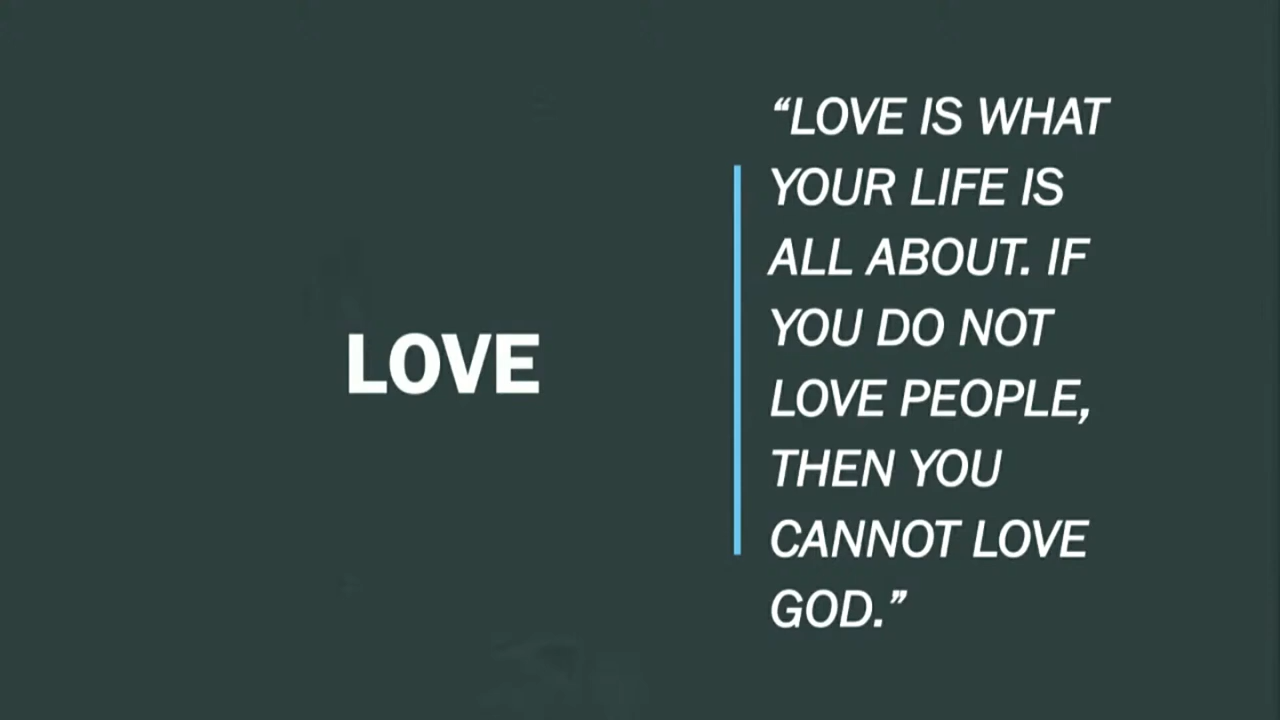 LOVE
“LOVE IS WHAT
YOUR LIFE IS
ALL ABOUT. IF
YOU DO NOT
LOVE PEOPLE,
THEN YOU
CANNOT LOVE
GOD.”